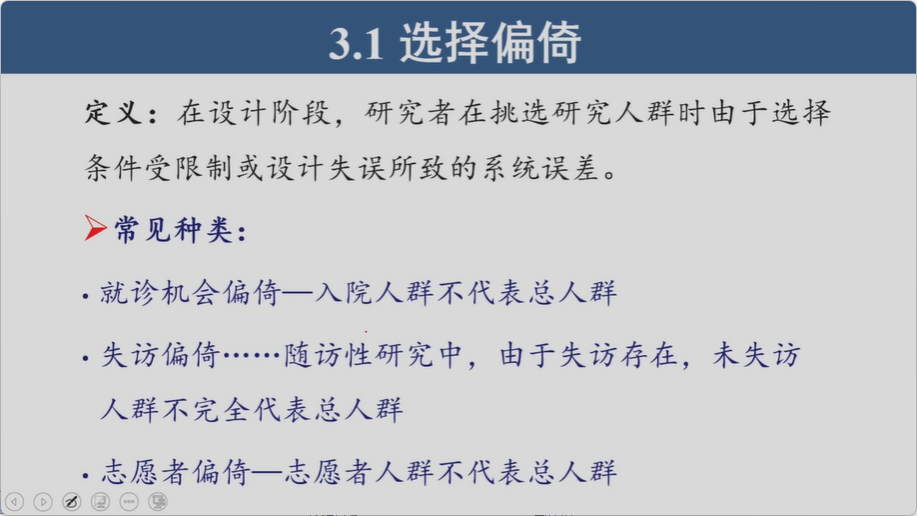 3.1 选择偏倚
定义：在设计阶段，研究者在挑选研究人群时由于选择
条件受限制或设计失误所致的系统误差。
常见种类：
• 就诊机会偏倚—入院人群不代表总人群
• 失访偏倚……随访性研究中，由于失访存在，未失访
人群不完全代表总人群
• 志愿者偏倚—志愿者人群不代表总人群